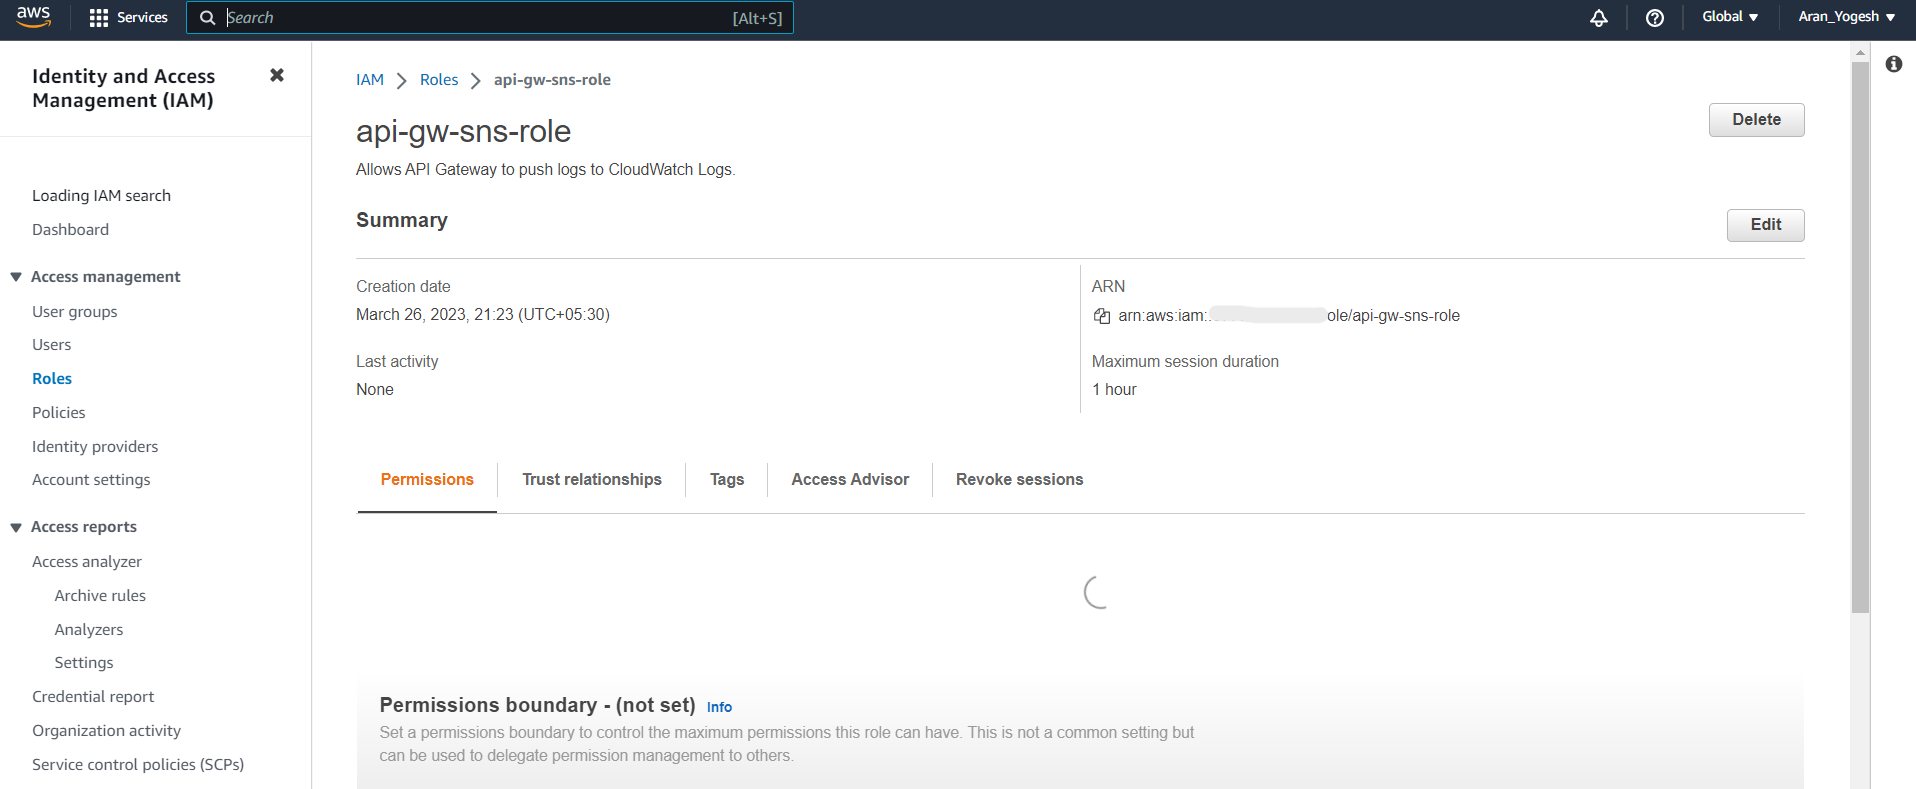 aws Services Search [Alt+S] Global Aran_Yogesh
Identity and Access
Management (IAM)
Loading IAM search
Dashboard
Access management
User groups
Users
Roles
Policies
Identity providers
Account settings
Access reports
Access analyzer
Archive rules
Analyzers
Settings
Credential report
Organization activity
Service control policies (SCPs)
IAM Roles api-gw-sns-role
api-gw-sns-role
Delete
Allows API Gateway to push logs to CloudWatch Logs.
Summary
Edit
Creation date
March 26, 2023, 21:23 (UTC+05:30)
ARN
arn:aws:iam: ole/api-gw-sns-role
Last activity
None
Maximum session duration
1 hour
Permissions Trust relationships Tags Access Advisor Revoke sessions
Permissions boundary - (not set) Info
Set a permissions boundary to control the maximum permissions this role can have. This is not a common setting but
can be used to delegate permission management to others.